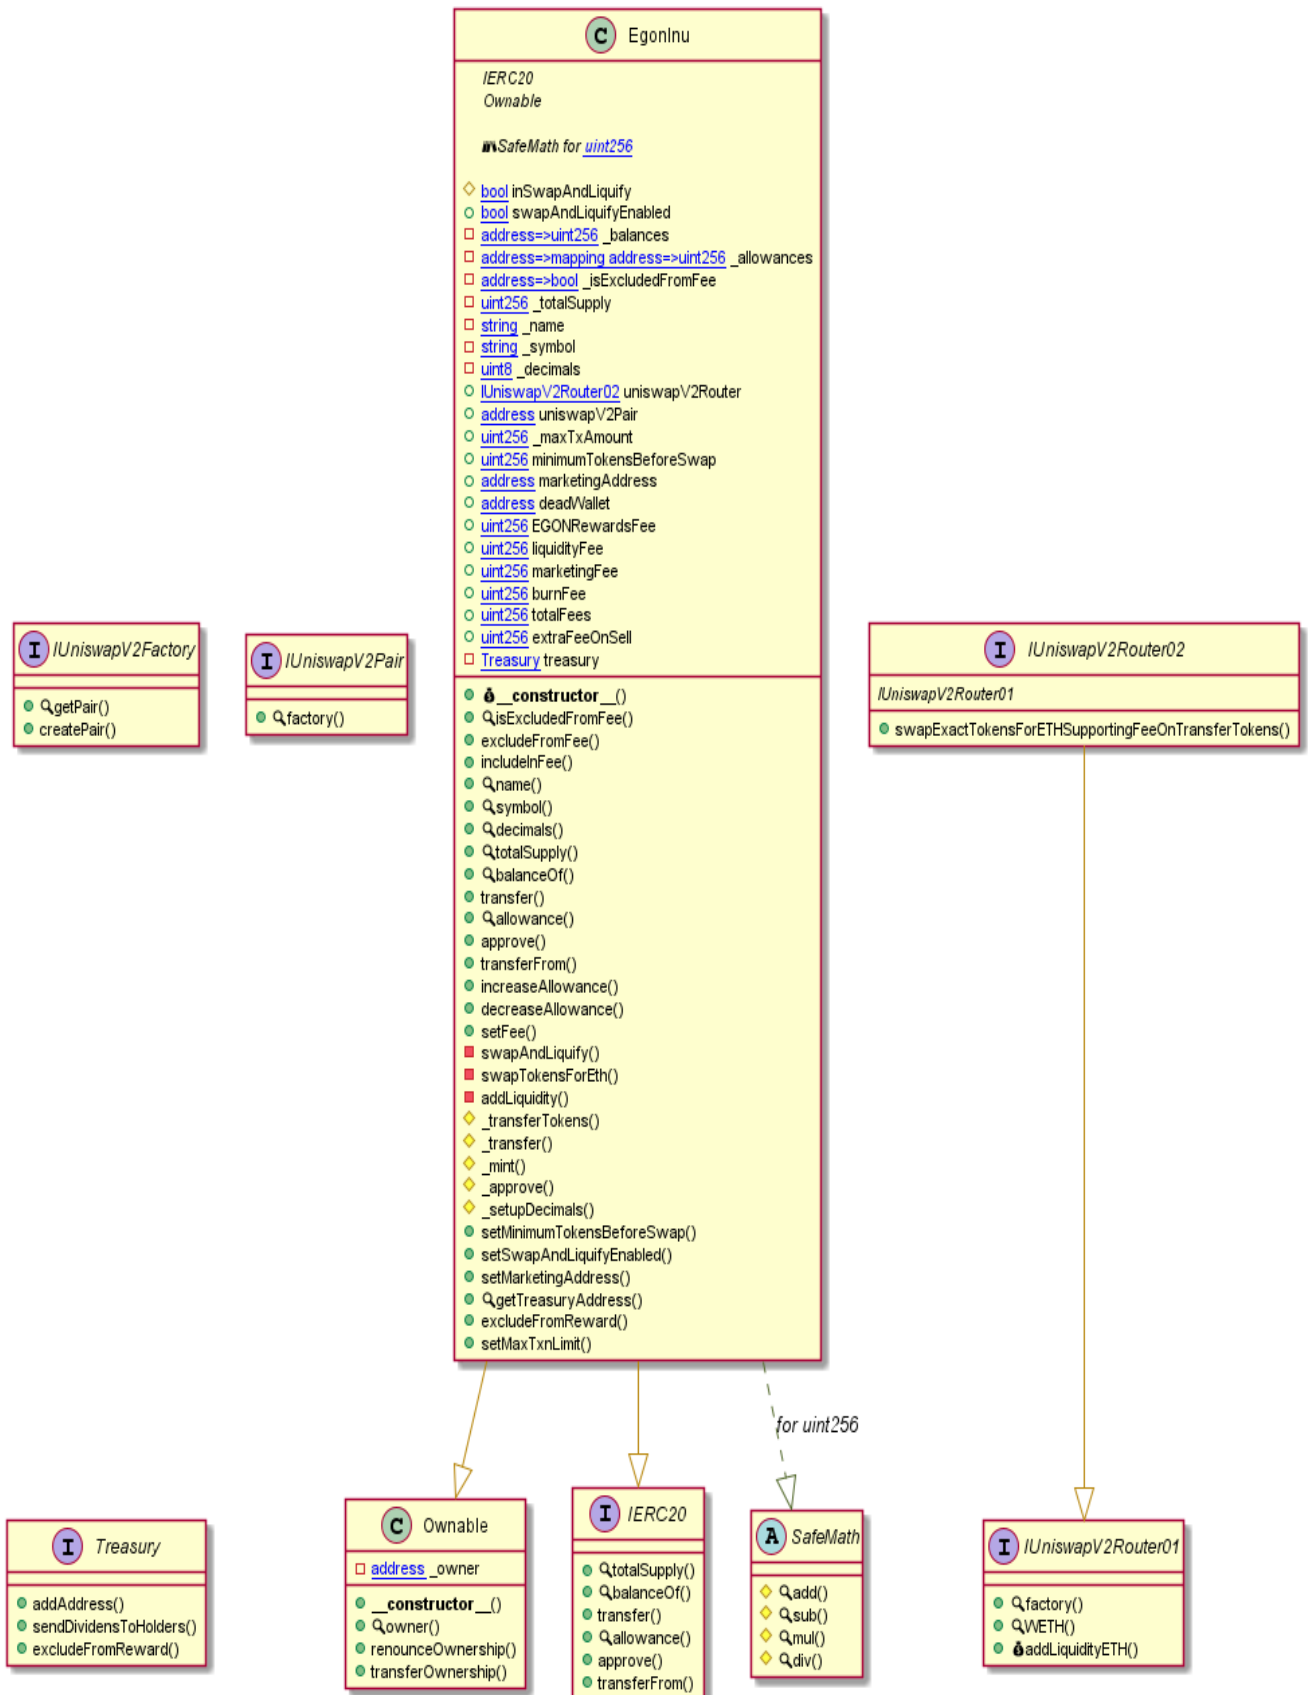 C EgonInu
IERC20
Ownable
SafeMath for uint256
bool inSwapAndLiquify
bool swapAndLiquifyEnabled
address=>uint256 _balances
address=>mapping address=>uint256 _allowances
address=>bool _isExcludedFromFee
uint256 _totalSupply
string _name
string _symbol
uint8 _decimals
IUniswapV2Router02 uniswapV2Router
address uniswapV2Pair
uint256 _maxTxAmount
uint256 minimumTokensBeforeSwap
address marketingAddress
address deadWallet
uint256 EGONRewardsFee
uint256 liquidityFee
uint256 marketingFee
uint256 burnFee
uint256 totalFees
uint256 extraFeeOnSell
Treasury treasury
__constructor__()
isExcludedFromFee()
excludeFromFee()
includeInFee()
name()
symbol()
decimals()
totalSupply()
balanceOf()
transfer()
allowance()
approve()
transferFrom()
increaseAllowance()
decreaseAllowance()
setFee()
swapAndLiquify()
swapTokensForEth()
addLiquidity()
_transferTokens()
_transfer()
_mint()
_approve()
_setupDecimals()
setMinimumTokensBeforeSwap()
setSwapAndLiquifyEnabled()
setMarketingAddress()
getTreasuryAddress()
excludeFromReward()
setMaxTxnLimit()
I IUniswapV2Factory
getPair()
createPair()
I IUniswapV2Pair
factory()
I IUniswapV2Router02
IUniswapV2Router01
swapExactTokensForETHSupportingFeeOnTransferTokens()
for uint256
I Treasury
addAddress()
sendDividensToHolders()
excludeFromReward()
C Ownable
address _owner
__constructor__()
owner()
renounceOwnership()
transferOwnership()
I IERC20
totalSupply()
balanceOf()
transfer()
allowance()
approve()
transferFrom()
A SafeMath
add()
sub()
mul()
div()
I IUniswapV2Router01
factory()
WETH()
addLiquidityETH()